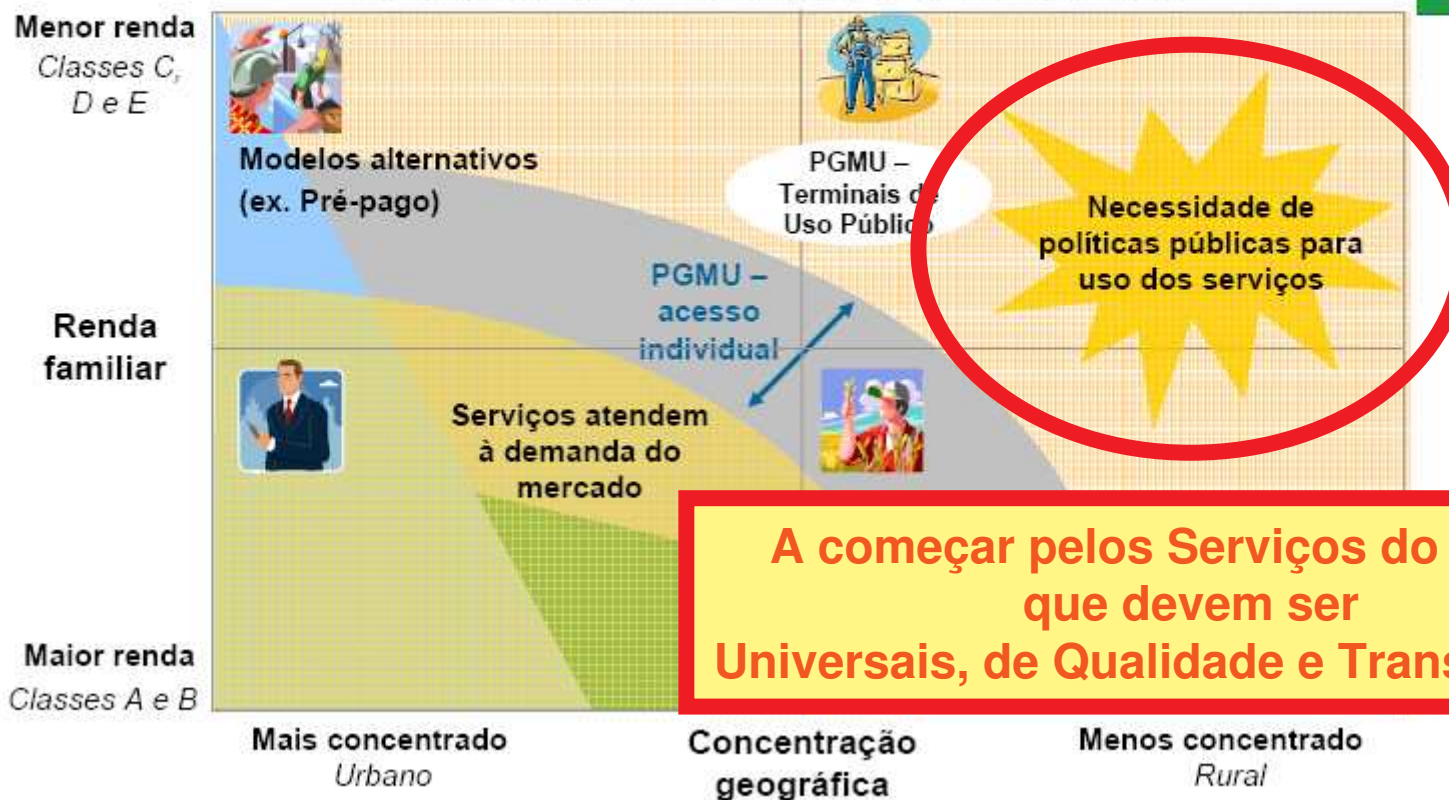 Menor renda
Classes C,
D e E
Modelos alternativos
(ex. Pré-pago)
PGMU –
Terminais de
Uso Público
Necessidade de
políticas públicas para
uso dos serviços
PGMU –
acesso
individual
Renda
familiar
Serviços atendem
à demanda do
mercado
A começar pelos Serviços do
que devem ser
Universais, de Qualidade e
Maior renda
Classes A e B
Mais concentrado
Urbano
Concentração
geográfica
Menos concentrado
Rural